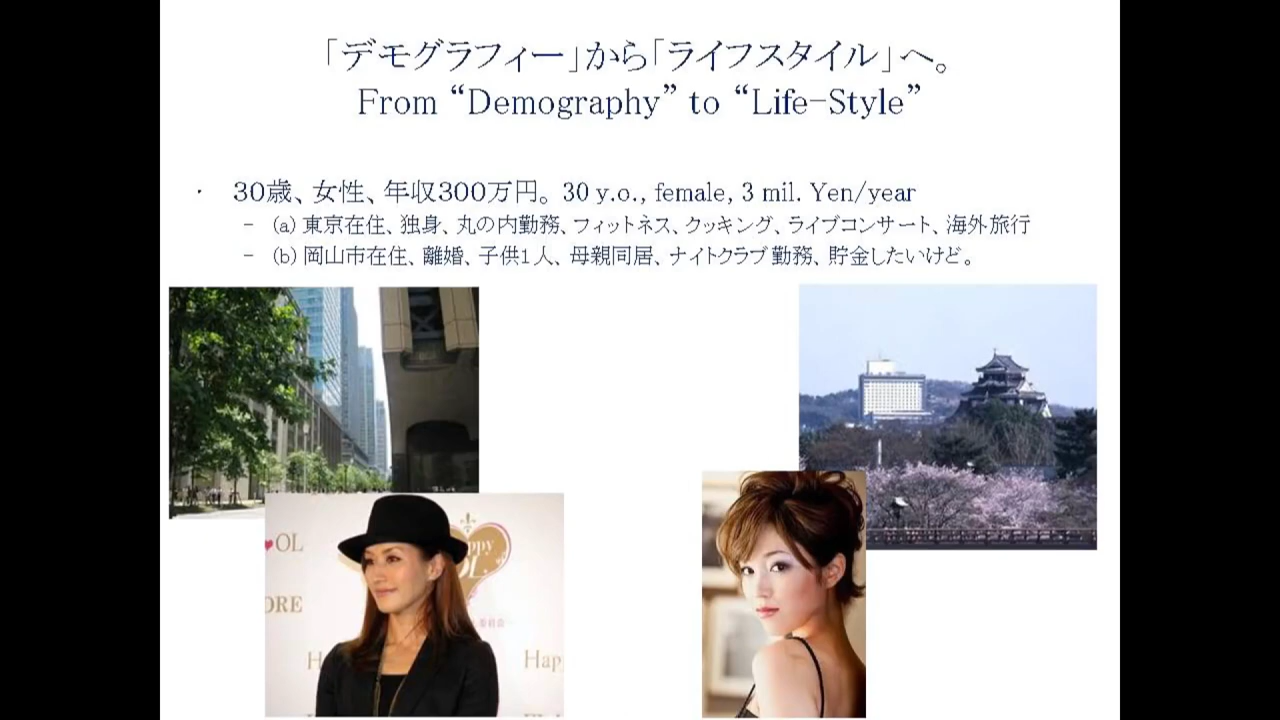 「デモグラフィー」から「ライフスタイル」へ。
From “Demography” to “Life-Style”
・ 30歳、女性、年収300万円。 30 y.o., female, 3 mil. Yen/year
– (a) 東京在住、独身、丸の内勤務、フィットネス、クッキング、ライブコンサート、海外旅行
– (b) 岡山市在住、離婚、子供1人、母親同居、ナイトクラブ勤務、貯金したいけど。
OL
ppy
OL
ORE
H
Hap